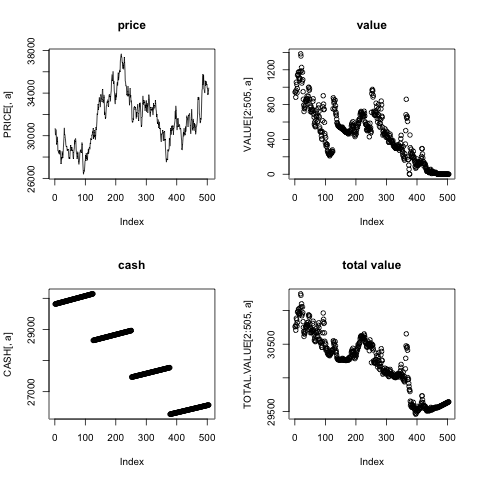 price
PRICE[, a]
26000 30000 34000 38000
0 100 200 300 400 500
Index
value
VALUE[2:505, a]
0 400 800 1200
0 100 200 300 400 500
Index
cash
CASH[, a]
27000 29000
0 100 200 300 400 500
Index
total value
TOTAL.VALUE[2:505, a]
29500 30500
0 100 200 300 400 500
Index